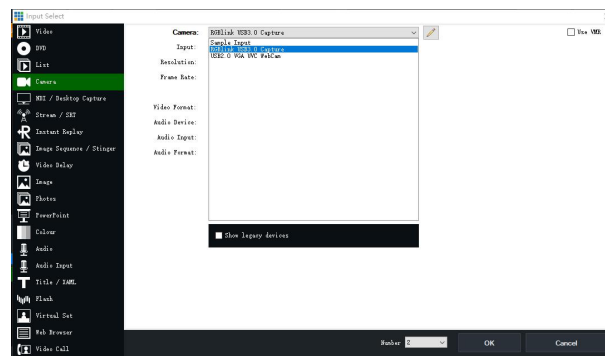 Input Select
Video
DVD
List
Camera
NDI / Desktop Capture
Stream / SRT
Instant Replay
Image Sequence / Stinger
Video Delay
Image
Photos
PowerPoint
Colour
Audio
Audio Input
Title / XAML
Flash
Virtual Set
Web Browser
Video Call
Camera: RGBlink USB3.0 Capture
Use VMR
Sample Input
Input: RGBlink USB3.0 Capture
USB2.0 VGA UVC WebCam
Resolution:
Frame Rate:
Video Format:
Audio Device:
Audio Input:
Audio Format:
Show legacy devices
Number 2 OK Cancel